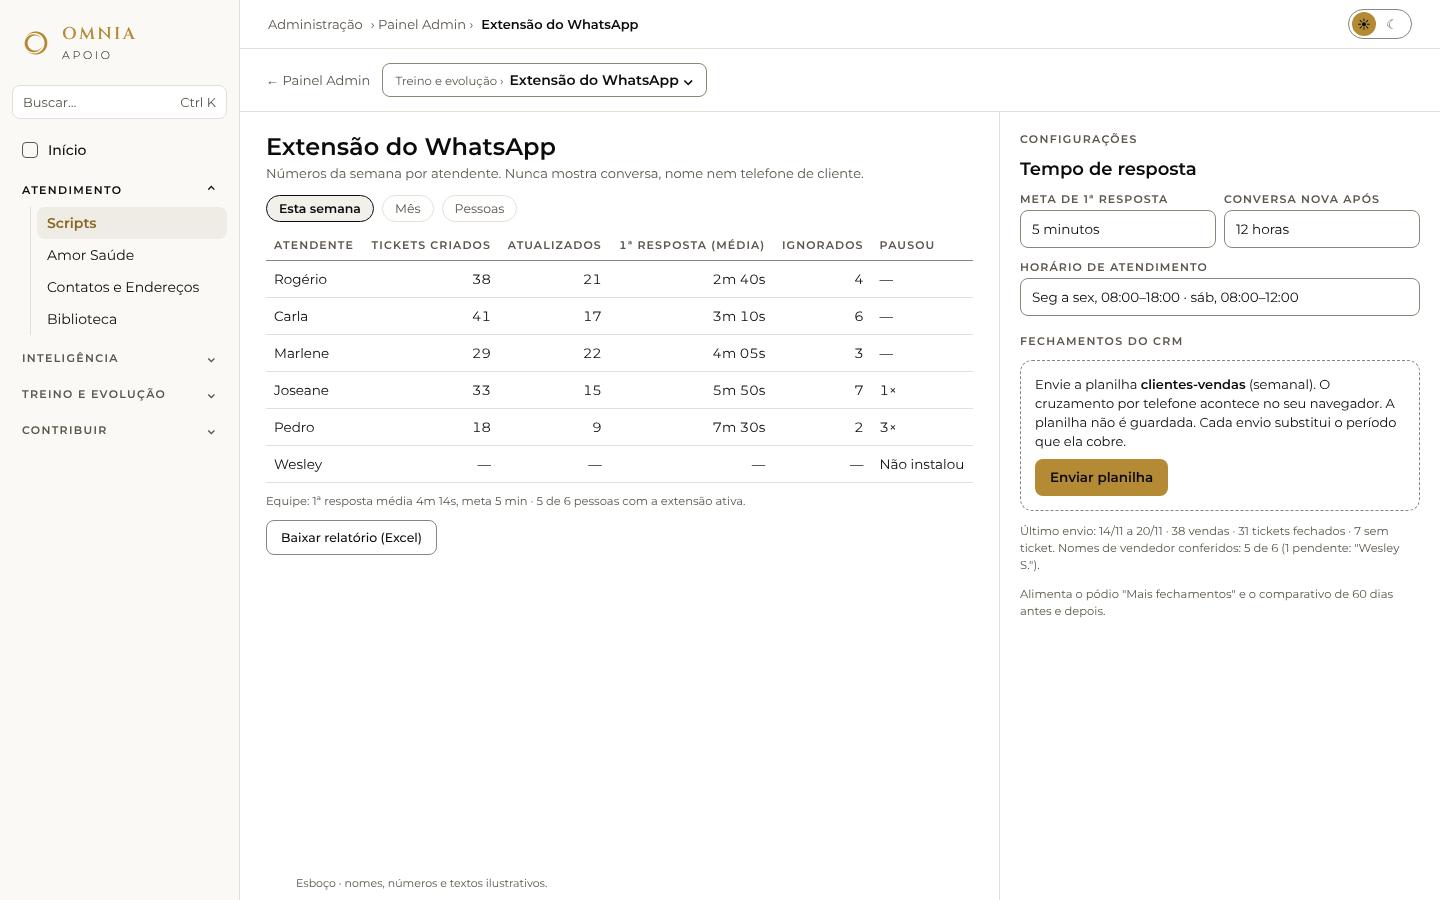 OMNIA
APOIO
Buscar... Ctrl K
Início
ATENDIMENTO
Scripts
Amor Saúde
Contatos e Endereços
Biblioteca
INTELIGÊNCIA
TREINO E EVOLUÇÃO
CONTRIBUIR
Administração › Painel Admin › Extensão do WhatsApp
← Painel Admin
Treino e evolução › Extensão do WhatsApp
Extensão do WhatsApp
Números da semana por atendente. Nunca mostra conversa, nome nem telefone de cliente.
Esta semana Mês Pessoas
ATENDENTE TICKETS CRIADOS ATUALIZADOS 1ª RESPOSTA (MÉDIA) IGNORADOS PAUSOU
Rogério 38 21 2m 40s 4 —
Carla 41 17 3m 10s 6 —
Marlene 29 22 4m 05s 3 —
Joseane 33 15 5m 50s 7 1×
Pedro 18 9 7m 30s 2 3×
Wesley — — — — Não instalou
Equipe: 1ª resposta média 4m 14s, meta 5 min · 5 de 6 pessoas com a extensão ativa.
Baixar relatório (Excel)
Esboço · nomes, números e textos ilustrativos.
CONFIGURAÇÕES
Tempo de resposta
META DE 1ª RESPOSTA CONVERSA NOVA APÓS
5 minutos 12 horas
HORÁRIO DE ATENDIMENTO
Seg a sex, 08:00–18:00 · sáb, 08:00–12:00
FECHAMENTOS DO CRM
Envie a planilha clientes-vendas (semanal). O
cruzamento por telefone acontece no seu navegador. A
planilha não é guardada. Cada envio substitui o período
que ela cobre.
Enviar planilha
Último envio: 14/11 a 20/11 · 38 vendas · 31 tickets fechados · 7 sem
ticket. Nomes de vendedor conferidos: 5 de 6 (1 pendente: "Wesley
S.").
Alimenta o pódio "Mais fechamentos" e o comparativo de 60 dias
antes e depois.